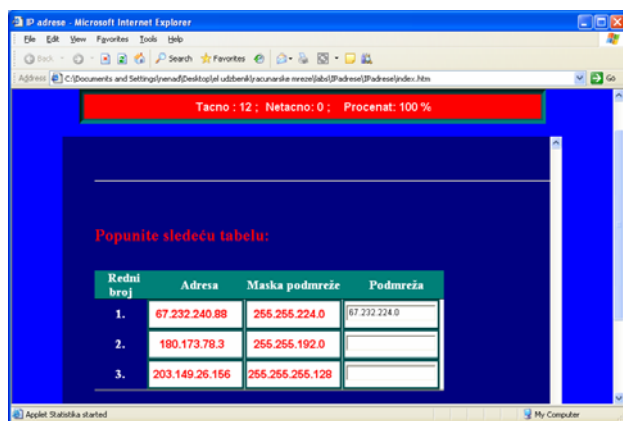 IP adrese - Microsoft Internet Explorer
File Edit View Favorites Tools Help
Back Search Favorites
Address C:\Documents and Settings\nenad\Desktop\el udzbenik\racunarske mreze\labs\IPadrese\IPadrese\index.htm Go
Tacno : 12 ; Netacno: 0 ; Procenat: 100 %
Popunite sledeću tabelu:
Redni broj Adresa Maska podmreže Podmreža
1. 67.232.240.88 255.255.224.0 67.232.224.0
2. 180.173.78.3 255.255.192.0
3. 203.149.26.156 255.255.255.128
Applet Statistika started My Computer